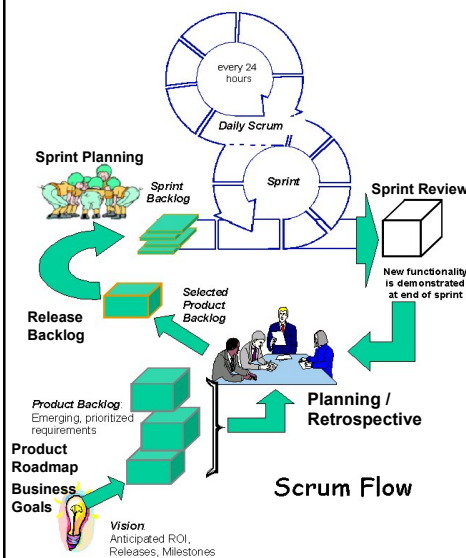 every 24
hours
Daily Scrum
Sprint Planning
Sprint
Backlog
Sprint
Sprint Review
New functionality
is demonstrated
at end of sprint
Selected
Product
Backlog
Release
Backlog
Product Backlog:
Emerging, prioritized
requirements
Planning /
Retrospective
Product
Roadmap
Business
Goals
Scrum Flow
Vision:
Anticipated ROI,
Releases, Milestones